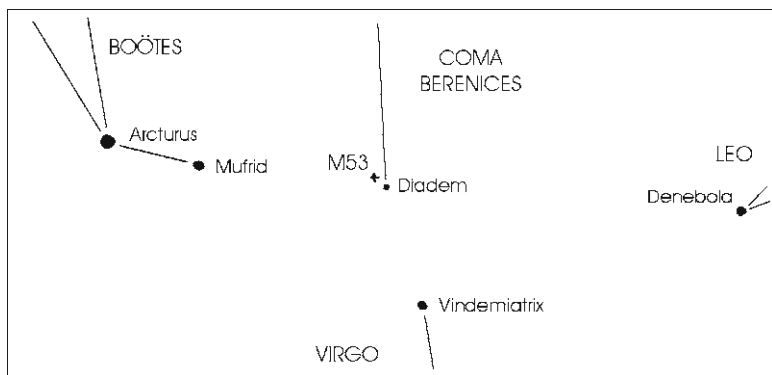 BOÖTES
COMA
BERENICES
Arcturus
Mufrid
M53
Diadem
LEO
Denebola
Vindemiatrix
VIRGO